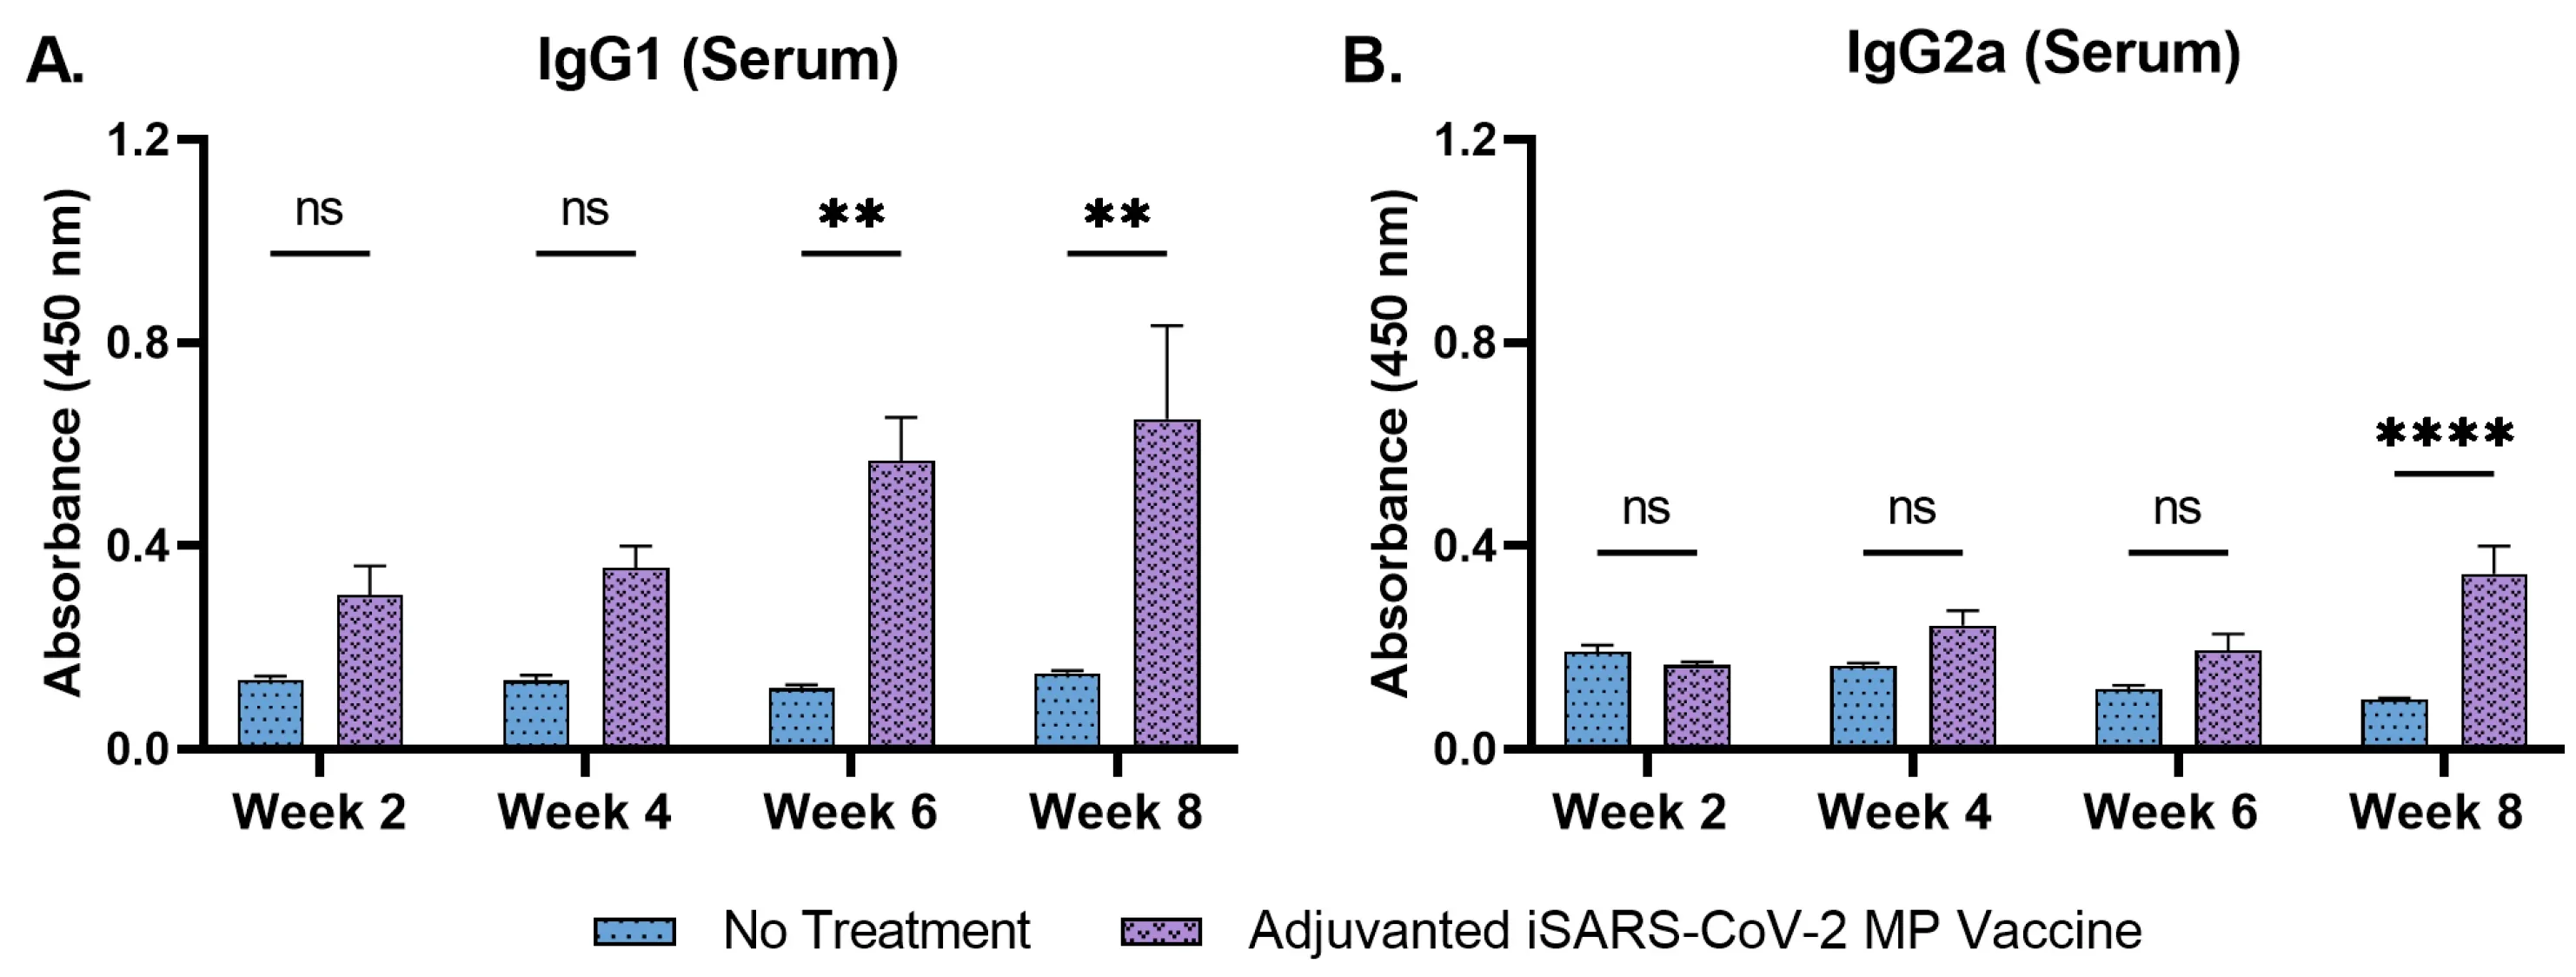 A.
IgG1 (Serum)
Absorbance (450 nm)
1.2
0.8
0.4
0.0
ns
ns
**
**
Week 2
Week 4
Week 6
Week 8
B.
IgG2a (Serum)
Absorbance (450 nm)
1.2
0.8
0.4
0.0
ns
ns
ns
****
Week 2
Week 4
Week 6
Week 8
No Treatment
Adjuvanted iSARS-CoV-2 MP Vaccine